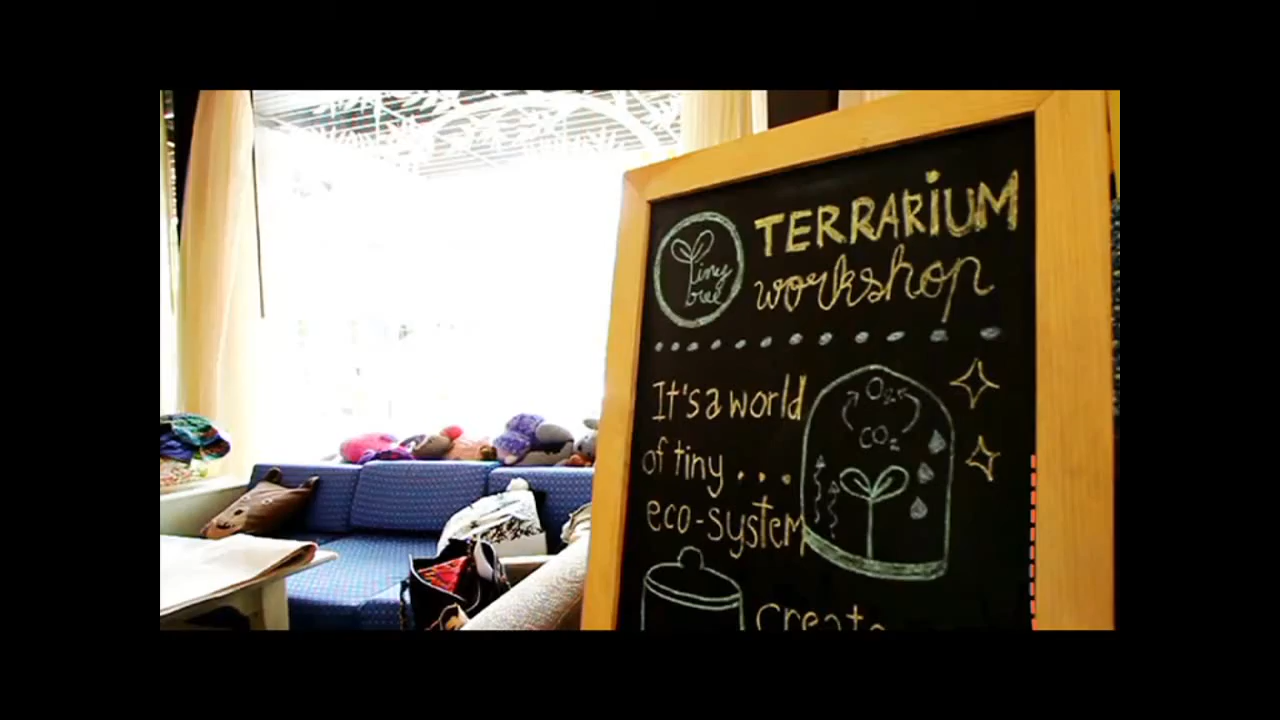 Tiny
tree
TERRARIUM
workshop
It's a world
of tiny . . .
eco-system
O2
CO2
Create